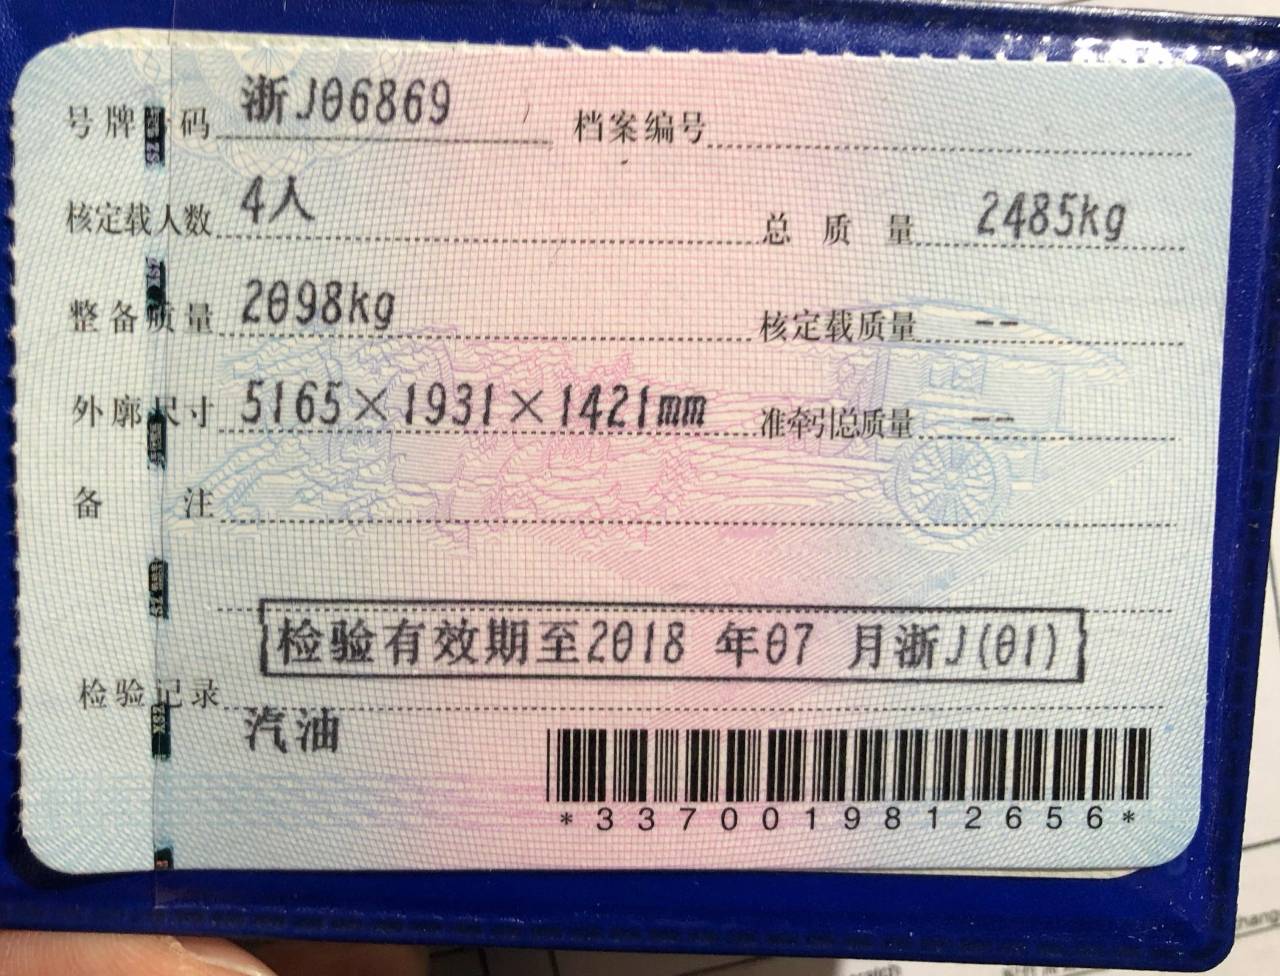 号牌号码 浙J06869 档案编号
核定载人数 4人 总质量 2485kg
整备质量 2098kg 核定载质量 --
外廓尺寸 5165×1931×1421mm 准牵引总质量 --
备注
检验有效期至2018 年07 月浙J(01)
检验记录
汽油
*3370019812656*